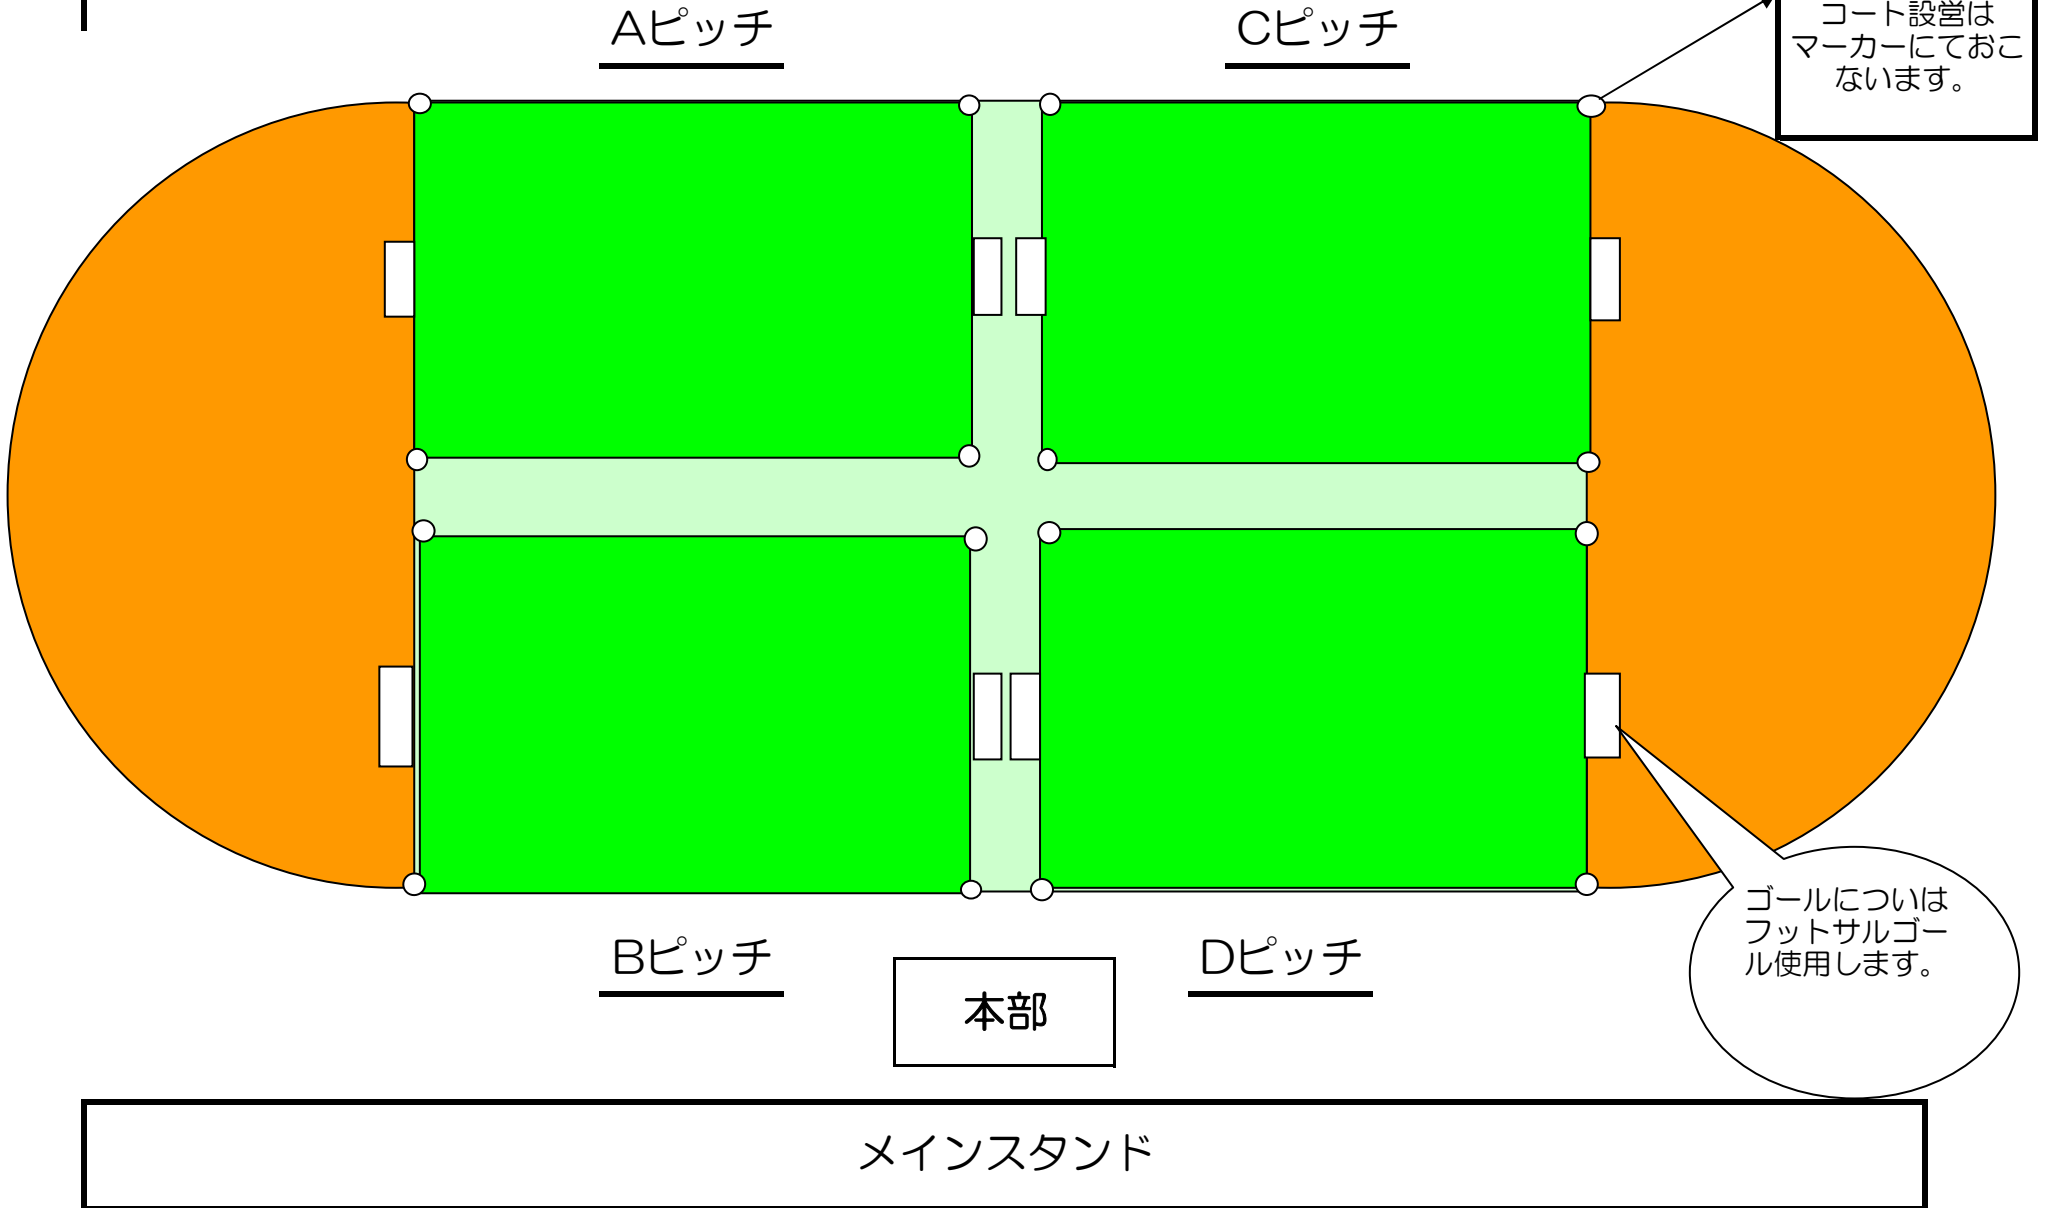 Aピッチ
Cピッチ
コート設営は
マーカーにておこ
ないます。
Bピッチ
Dピッチ
本部
ゴールについは
フットサルゴー
ル使用します。
メインスタンド